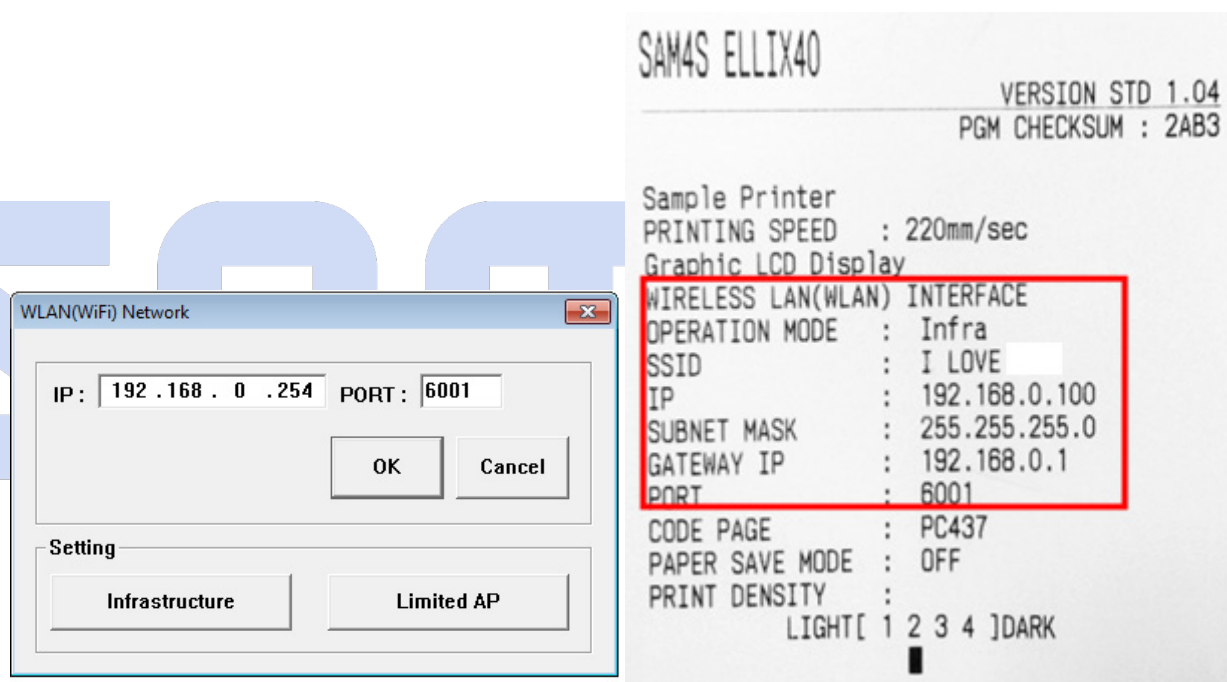 WLAN(WiFi) Network
IP : 192 .168 . 0 .254 PORT : 6001
OK Cancel
Setting
Infrastructure Limited AP
SAM4S ELLIX40
VERSION STD 1.04
PGM CHECKSUM : 2AB3
Sample Printer
PRINTING SPEED : 220mm/sec
Graphic LCD Display
WIRELESS LAN(WLAN) INTERFACE
OPERATION MODE : Infra
SSID : I LOVE
IP : 192.168.0.100
SUBNET MASK : 255.255.255.0
GATEWAY IP : 192.168.0.1
PORT : 6001
CODE PAGE : PC437
PAPER SAVE MODE : OFF
PRINT DENSITY :
LIGHT[ 1 2 3 4 ]DARK